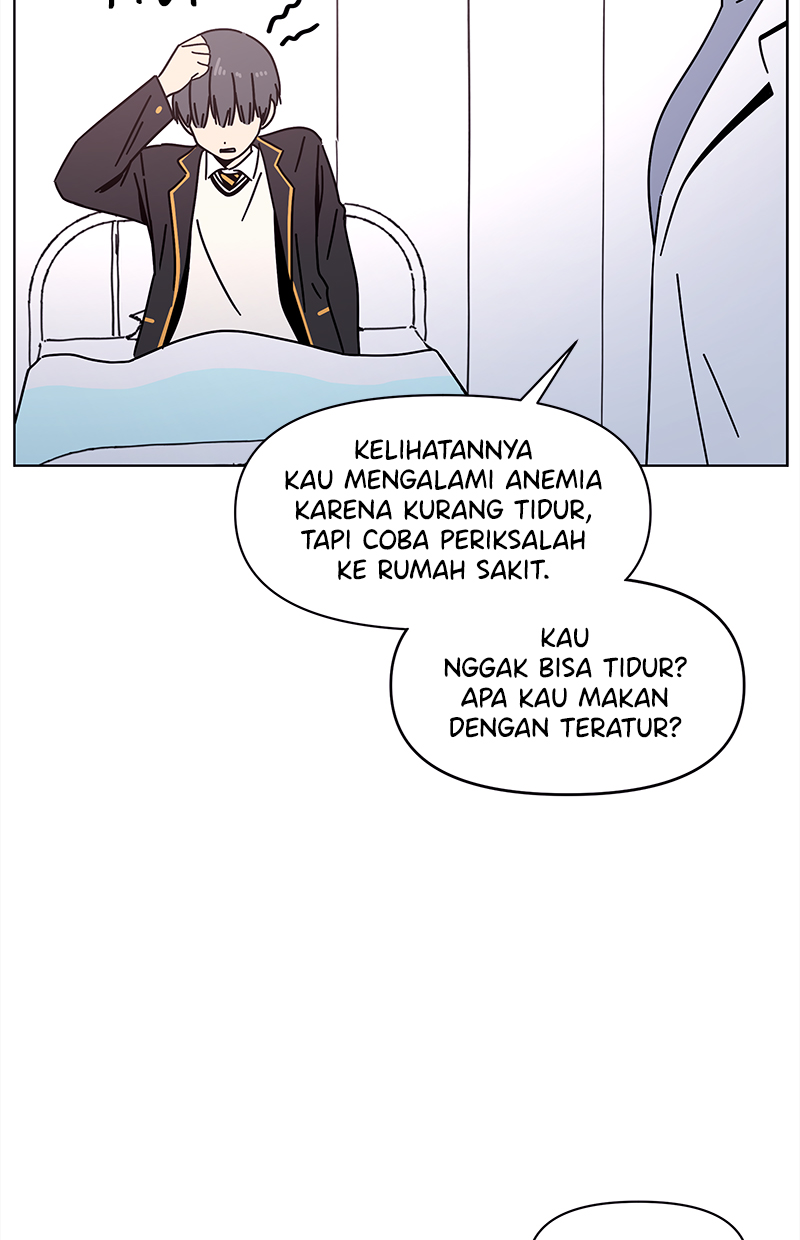 KELIHATANNYA
KAU MENGALAMI ANEMIA
KARENA KURANG TIDUR,
TAPI COBA PERIKSALAH
KE RUMAH SAKIT.
KAU
NGGAK BISA TIDUR?
APA KAU MAKAN
DENGAN TERATUR?